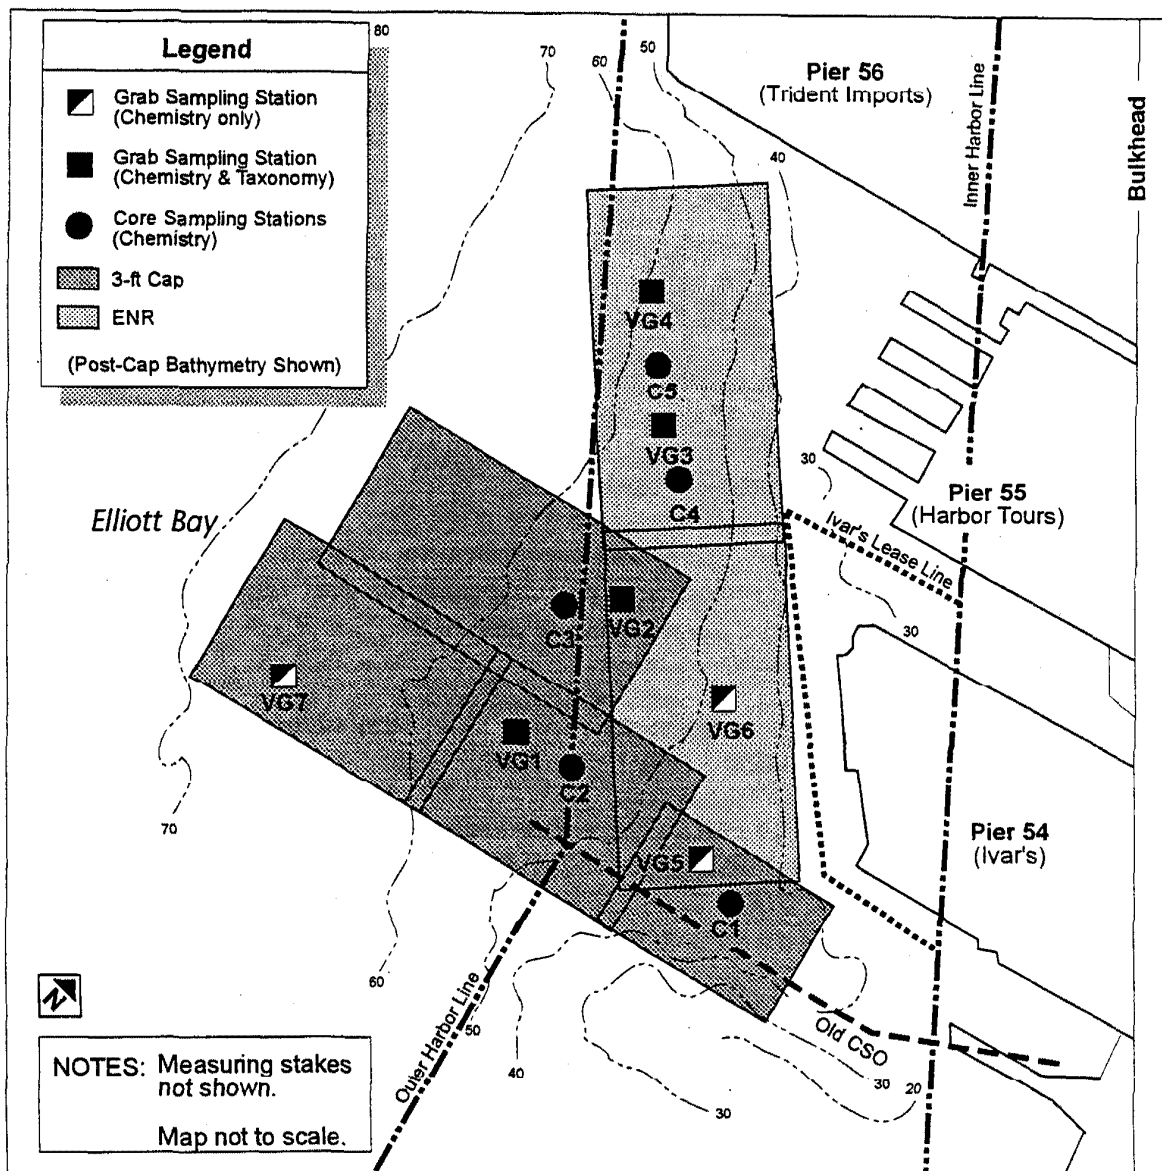 Legend
Grab Sampling Station
(Chemistry only)
Grab Sampling Station
(Chemistry & Taxonomy)
Core Sampling Stations
(Chemistry)
3-ft Cap
ENR
(Post-Cap Bathymetry Shown)
80
70
60
50
40
Pier 56
(Trident Imports)
Inner Harbor Line
Bulkhead
VG4
C5
VG3
C4
30
Pier 55
(Harbor Tours)
Ivar's Lease Line
30
Elliott Bay
C3
VG2
VG7
VG6
VG1
C2
70
VG5
C1
Pier 54
(Ivar's)
60
50
40
Outer Harbor Line
Old CSO
30
20
30
N
NOTES: Measuring stakes
not shown.
Map not to scale.